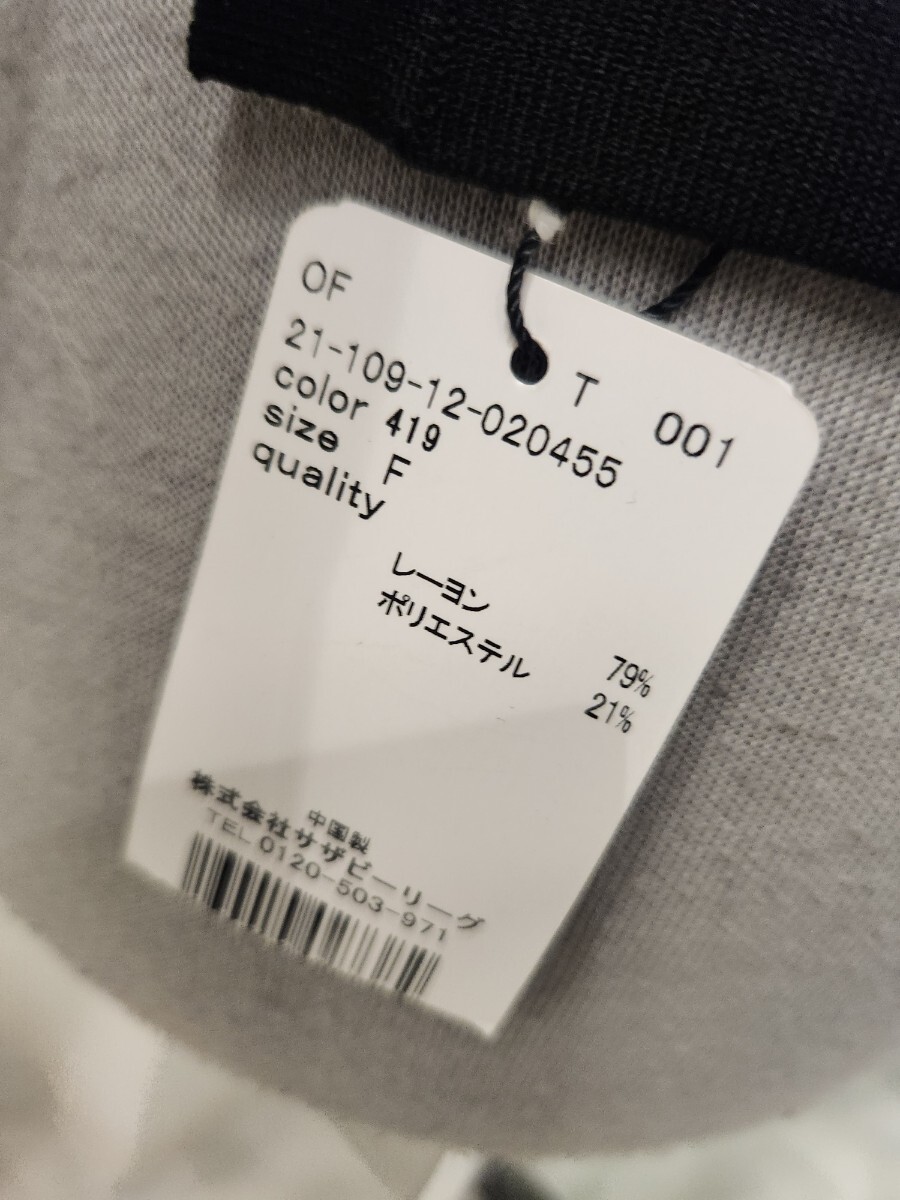 OF T 001
21-109-12-020455
color 419
size F
quality
レーヨン 79%
ポリエステル 21%
中国製
株式会社サザビーリーグ
TEL 0120-503-971